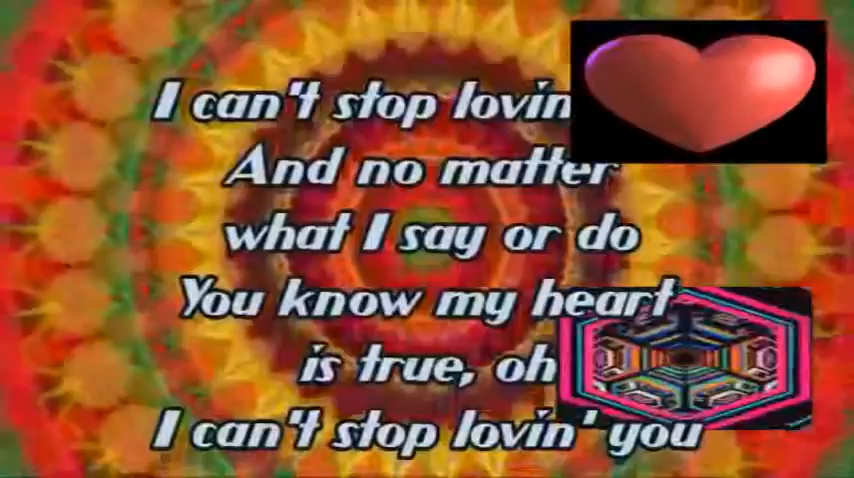 I can't stop lovin
And no matter
what I say or do
You know my heart
is true, oh
I can't stop lovin' you